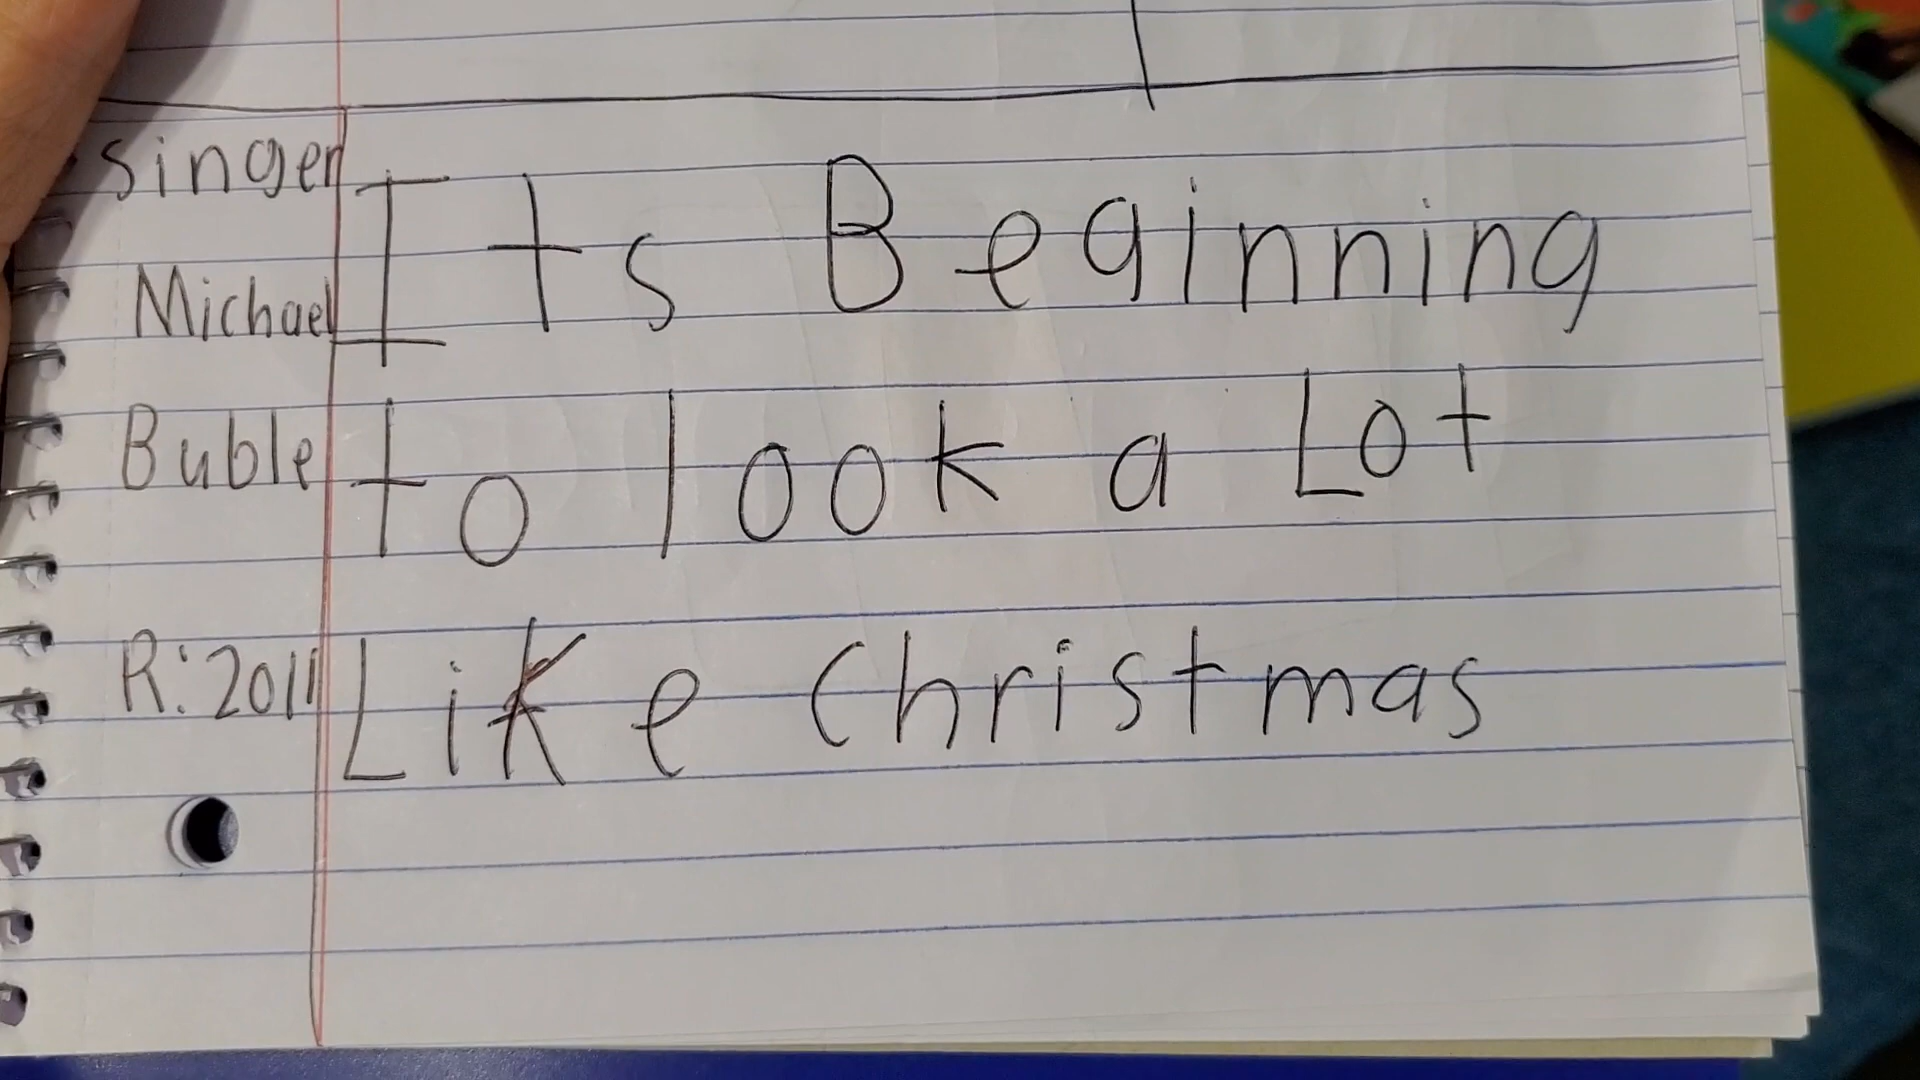 singer
Michael
Buble
R: 2011
Its Beginning
to look a Lot
Like Christmas